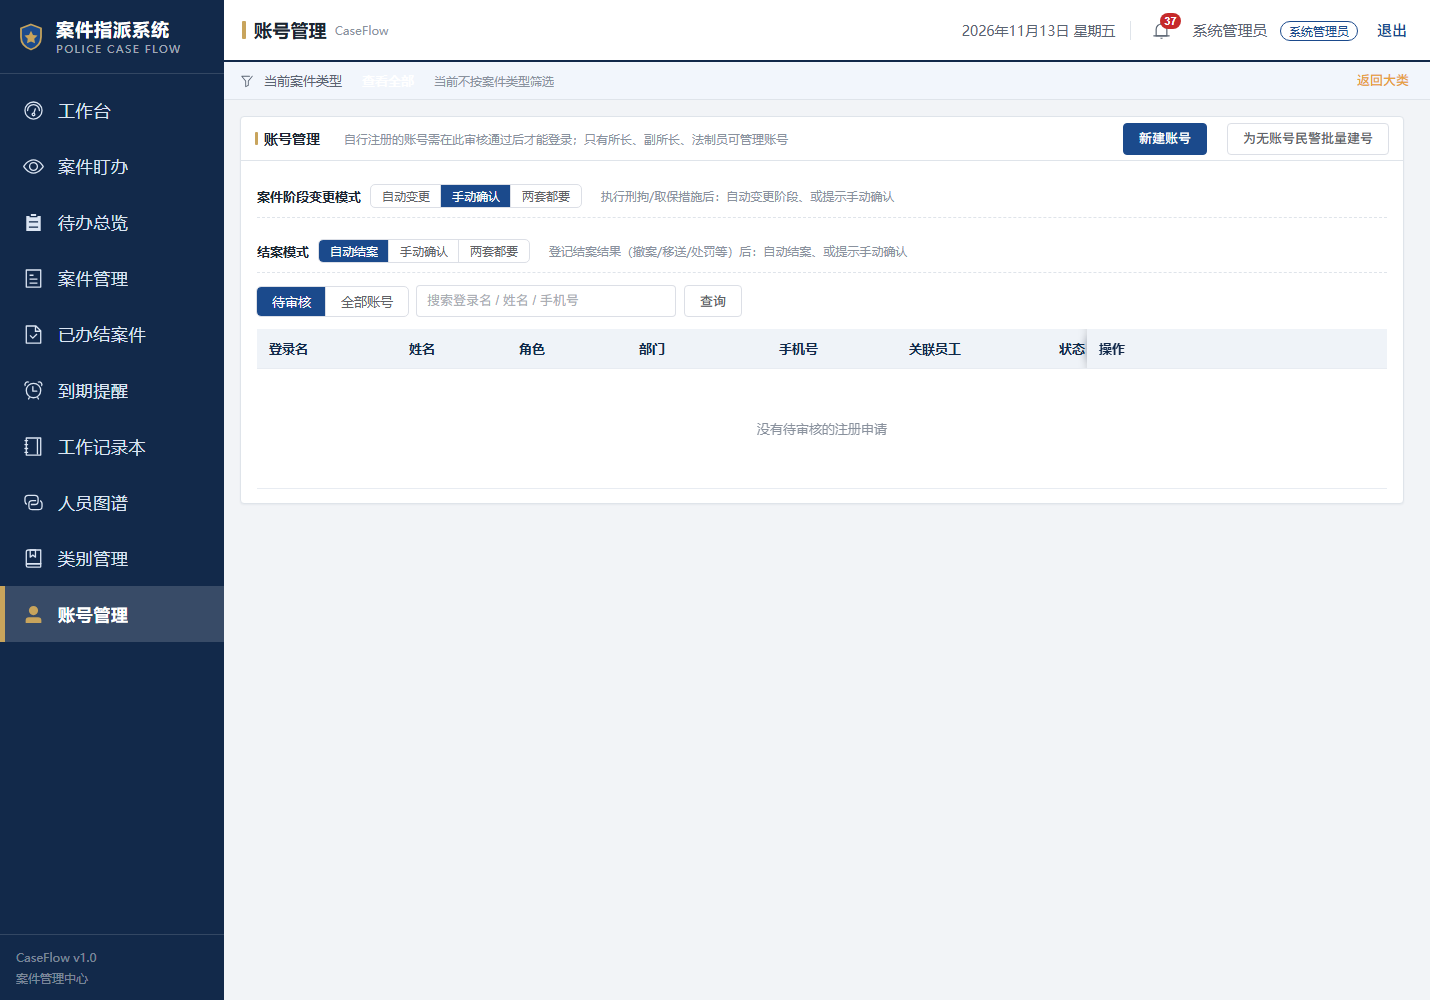 案件指派系统
POLICE CASE FLOW
工作台
案件盯办
待办总览
案件管理
已办结案件
到期提醒
工作记录本
人员图谱
类别管理
账号管理
CaseFlow v1.0
案件管理中心
账号管理 CaseFlow
2026年11月13日 星期五 37 系统管理员 系统管理员 退出
当前案件类型 查看全部 当前不按案件类型筛选 返回大类
账号管理 自行注册的账号需在此审核通过后才能登录；只有所长、副所长、法制员可管理账号 新建账号 为无账号民警批量建号
案件阶段变更模式 自动变更 手动确认 两套都要 执行刑拘/取保措施后：自动变更阶段、或提示手动确认
结案模式 自动结案 手动确认 两套都要 登记结案结果（撤案/移送/处罚等）后：自动结案、或提示手动确认
待审核 全部账号 搜索登录名 / 姓名 / 手机号 查询
登录名 姓名 角色 部门 手机号 关联员工 状态 操作
没有待审核的注册申请